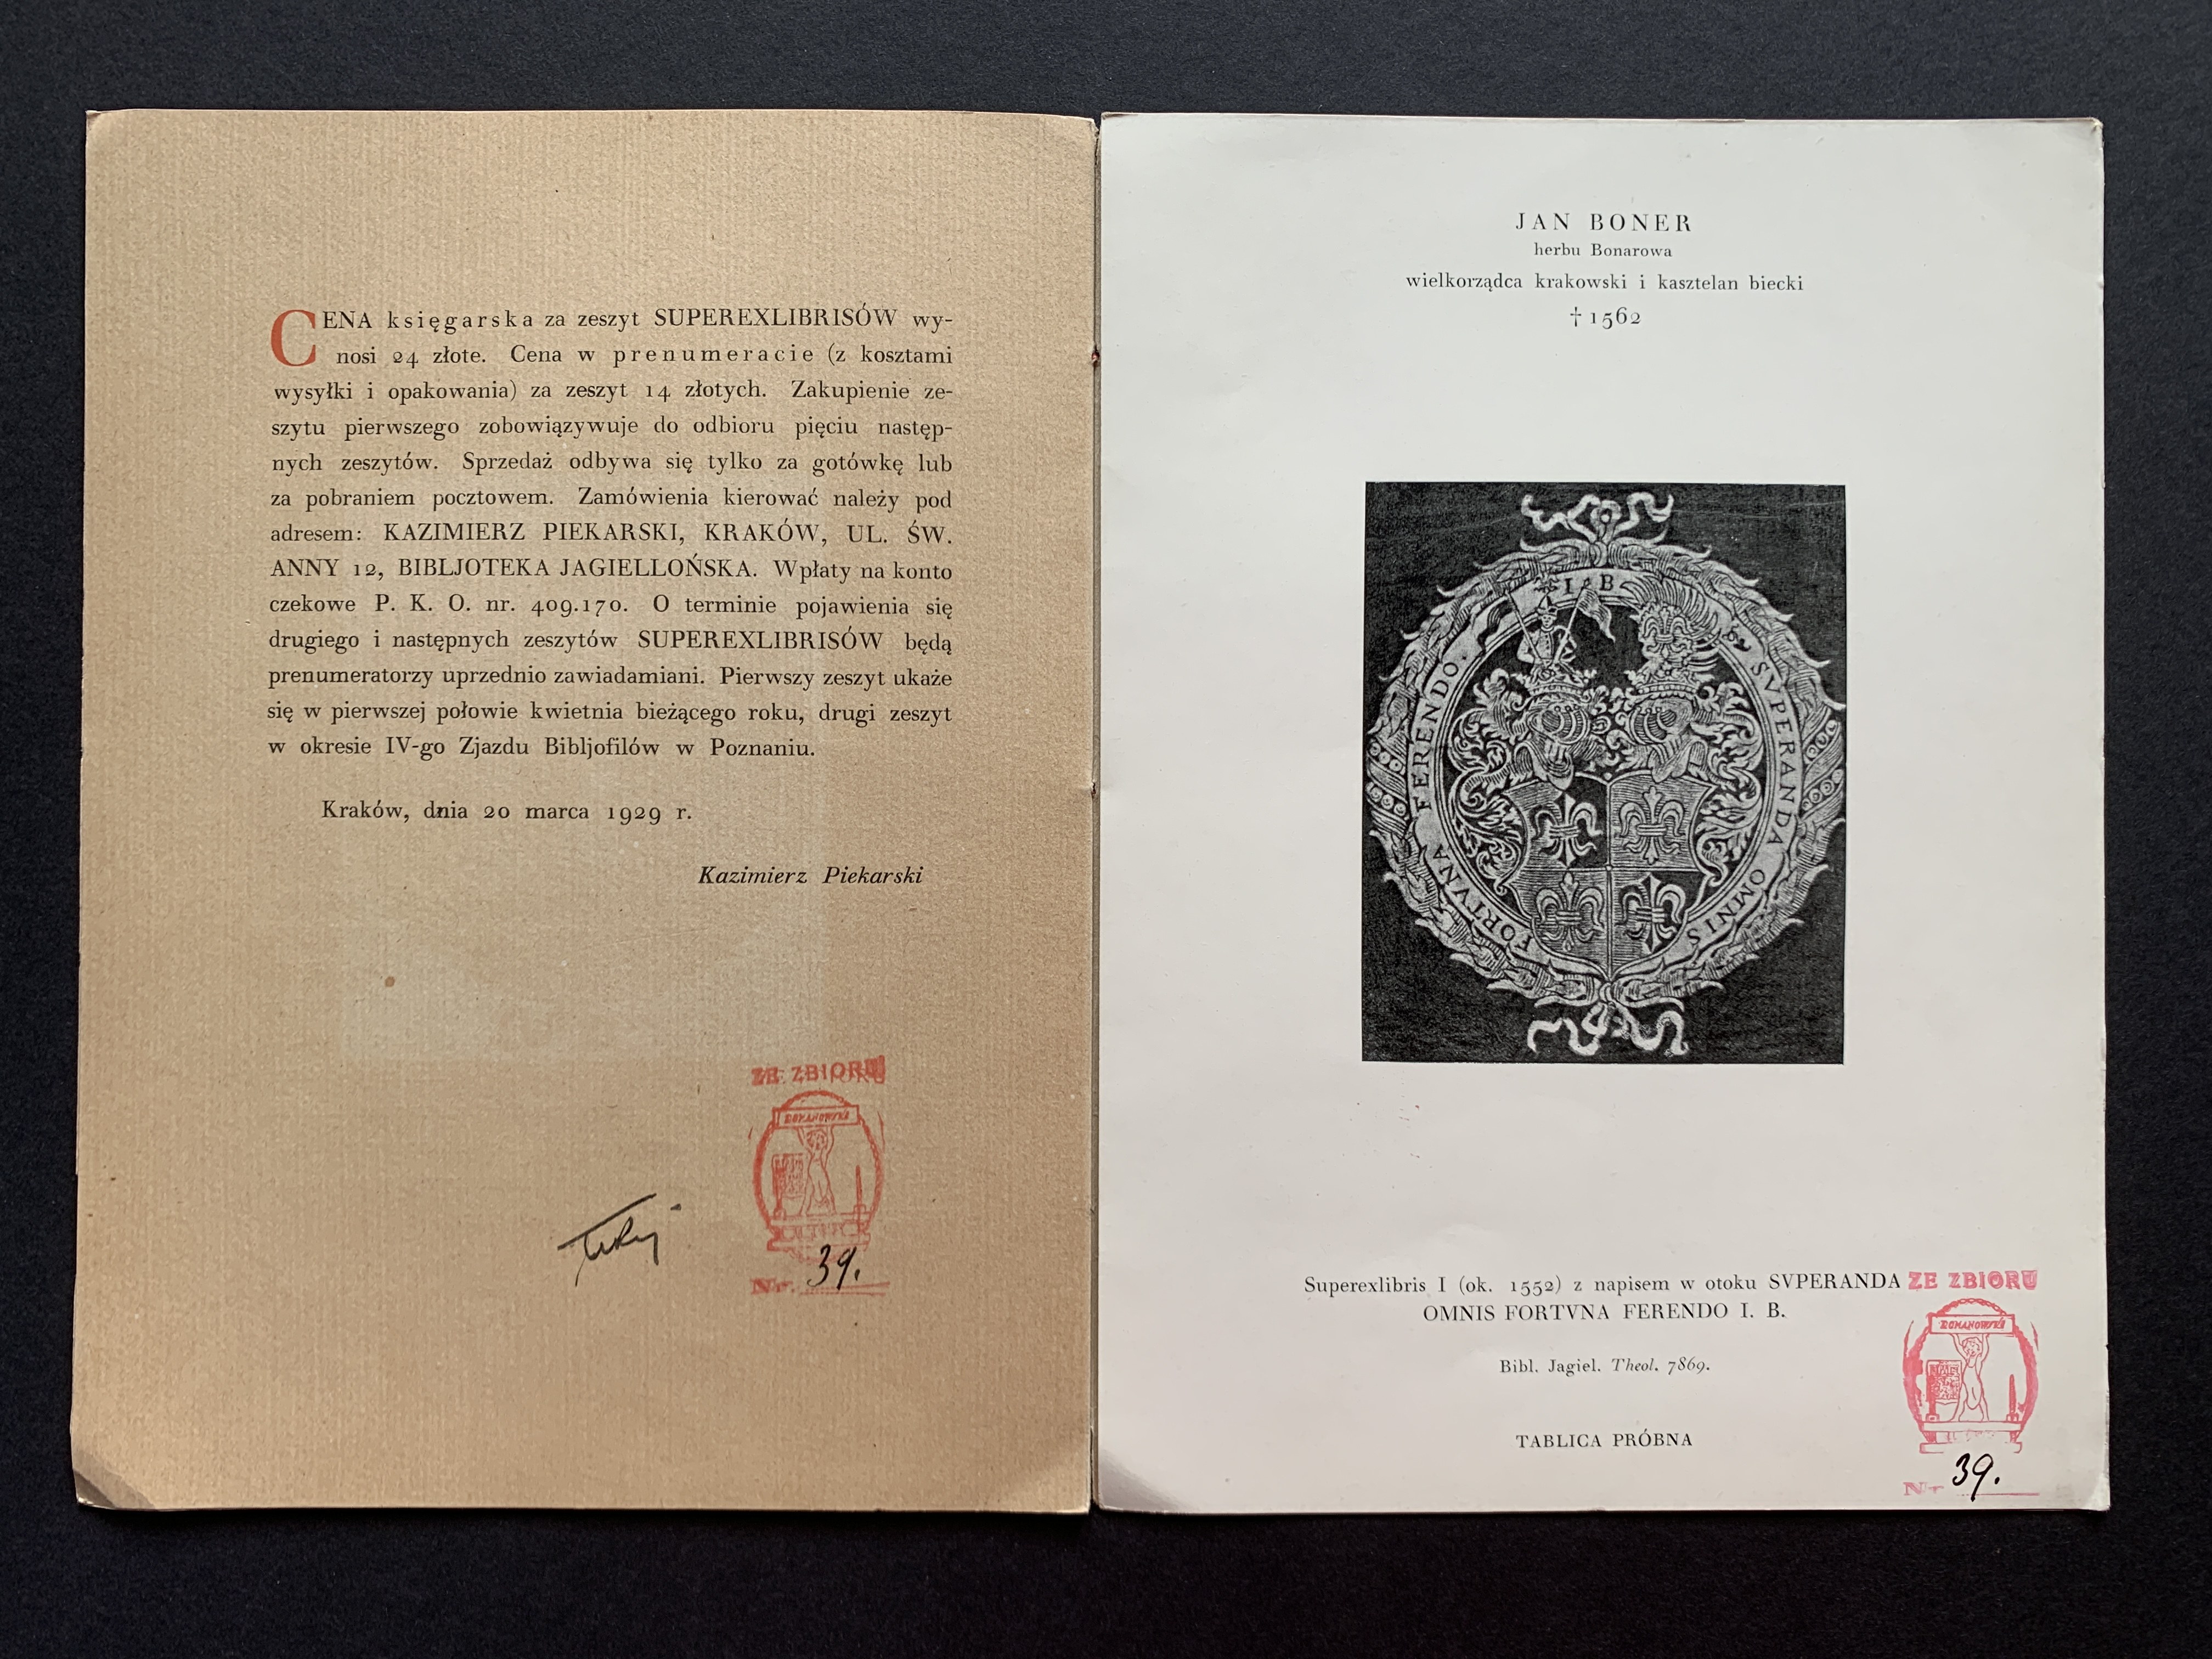 CENA księgarska za zeszyt SUPEREXLIBRISÓW wy-
nosi 24 złote. Cena w prenumeracie (z kosztami
wysyłki i opakowania) za zeszyt 14 złotych. Zakupienie ze-
szytu pierwszego zobowiązywuje do odbioru pięciu następ-
nych zeszytów. Sprzedaż odbywa się tylko za gotówkę lub
za pobraniem pocztowem. Zamówienia kierować należy pod
adresem: KAZIMIERZ PIEKARSKI, KRAKÓW, UL. ŚW.
ANNY 12, BIBLJOTEKA JAGIELLOŃSKA. Wpłaty na konto
czekowe P. K. O. nr. 409.170. O terminie pojawienia się
drugiego i następnych zeszytów SUPEREXLIBRISÓW będą
prenumeratorzy uprzednio zawiadamiani. Pierwszy zeszyt ukaże
się w pierwszej połowie kwietnia bieżącego roku, drugi zeszyt
w okresie IV-go Zjazdu Bibljofilów w Poznaniu.
Kraków, dnia 20 marca 1929 r.
Kazimierz Piekarski
ZE ZBIORU
Nr. 39.
JAN BONER
herbu Bonarowa
wielkorządca krakowski i kasztelan biecki
† 1562
I B
SVPERANDA OMNIS
FORTVNA FERENDO.
Superexlibris I (ok. 1552) z napisem w otoku SVPERANDA
OMNIS FORTVNA FERENDO I. B.
Bibl. Jagiel. Theol. 7869.
TABLICA PRÓBNA
ZE ZBIORU
ROMANOWSKI
Nr 39.